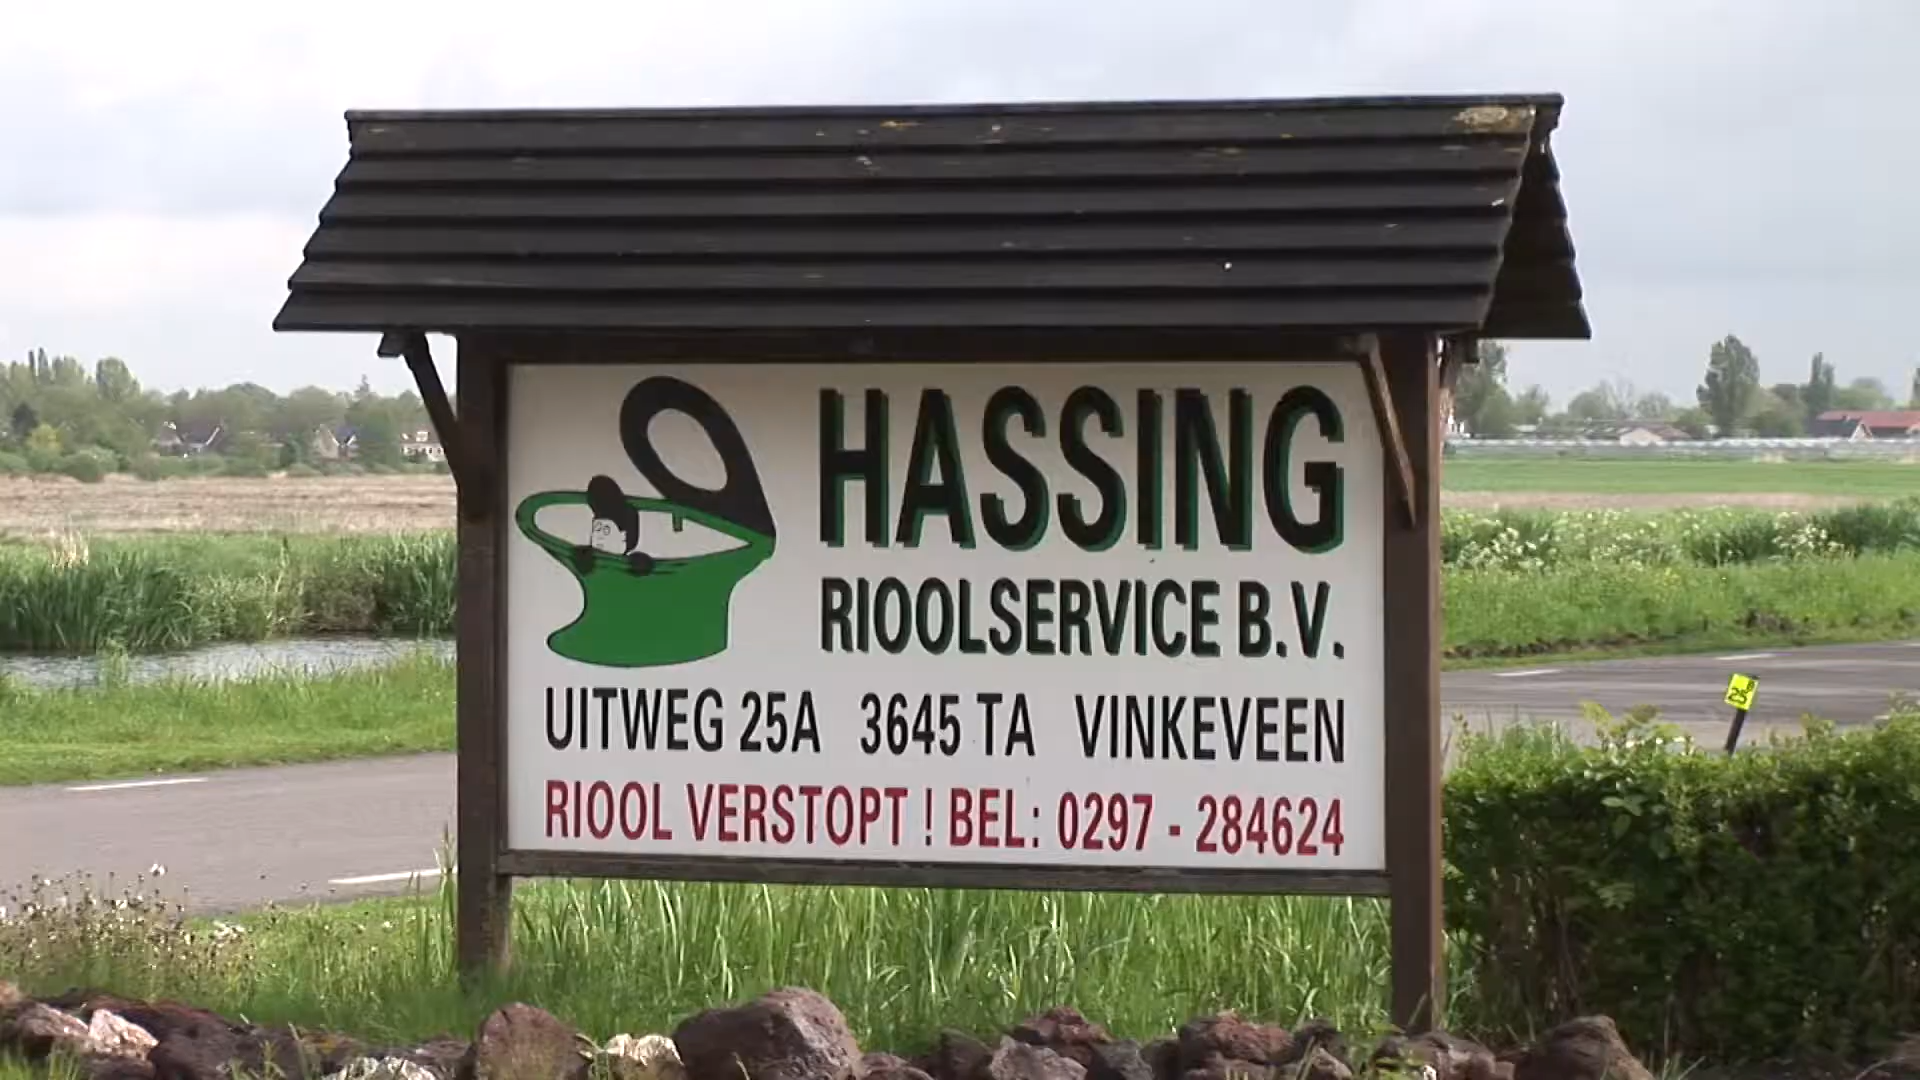 HASSING
RIOOLSERVICE B.V.
UITWEG 25A 3645 TA VINKEVEEN
RIOOL VERSTOPT ! BEL: 0297 - 284624
25